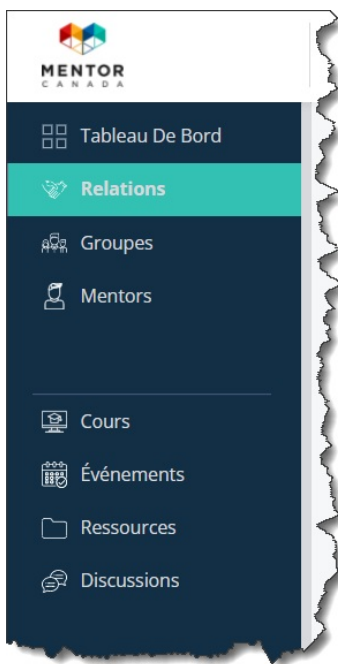 MENTOR
CANADA
Tableau De Bord
Relations
Groupes
Mentors
Cours
Événements
Ressources
Discussions